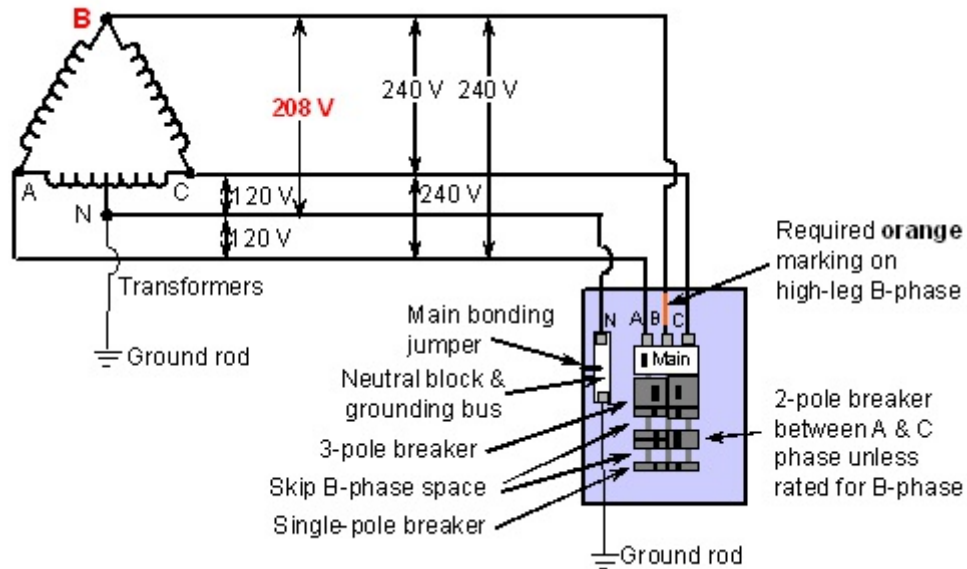 B
208 V
240 V 240 V
A
C
120 V
240 V
N
120 V
Transformers
Ground rod
Required orange
marking on
high-leg B-phase
Main bonding
jumper
Neutral block &
grounding bus
3-pole breaker
Skip B-phase space
Single-pole breaker
N
A B C
Main
2-pole breaker
between A & C
phase unless
rated for B-phase
Ground rod